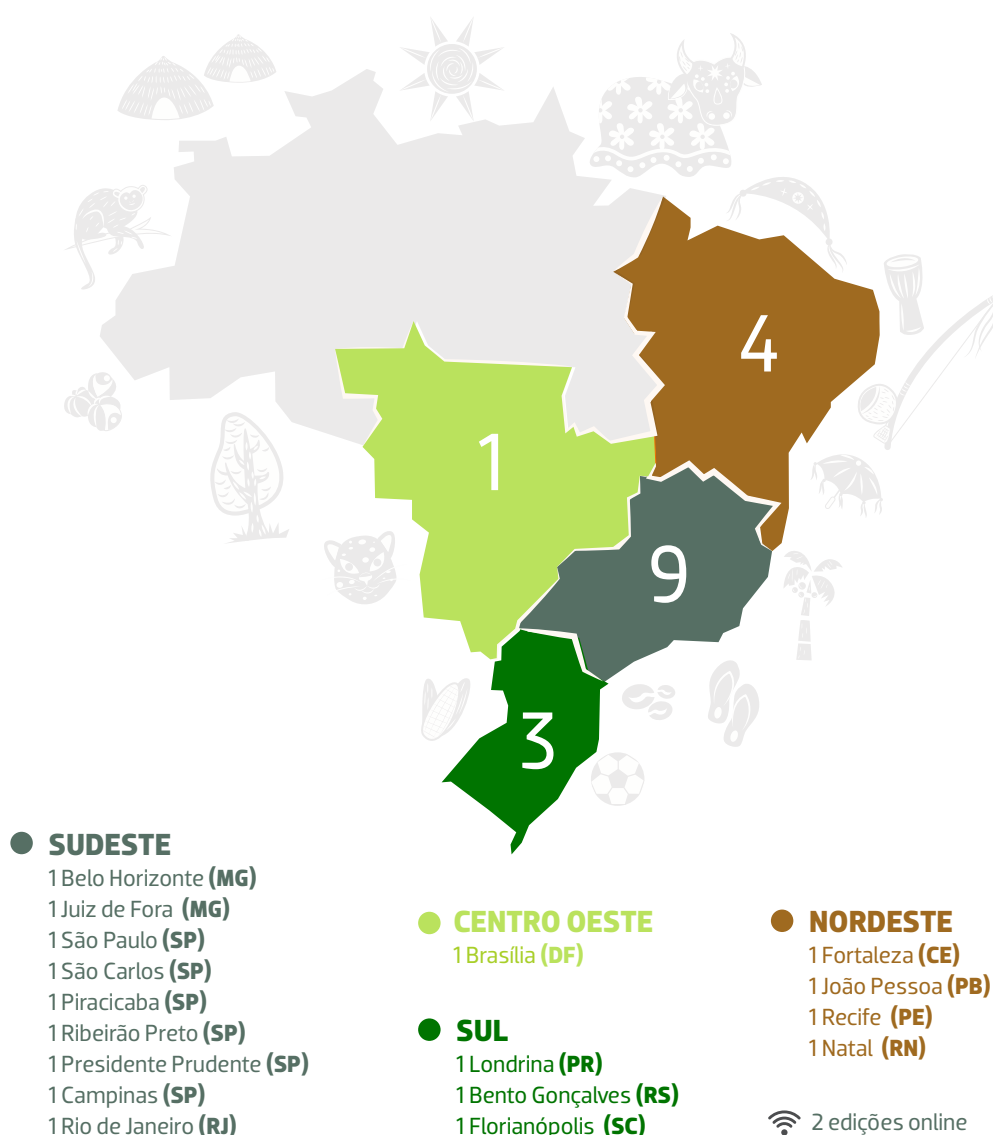 4
1
9
3
SUDESTE
1 Belo Horizonte (MG)
1 Juiz de Fora (MG)
1 São Paulo (SP)
1 São Carlos (SP)
1 Piracicaba (SP)
1 Ribeirão Preto (SP)
1 Presidente Prudente (SP)
1 Campinas (SP)
1 Rio de Janeiro (RJ)
CENTRO OESTE
1 Brasília (DF)
SUL
1 Londrina (PR)
1 Bento Gonçalves (RS)
1 Florianópolis (SC)
NORDESTE
1 Fortaleza (CE)
1 João Pessoa (PB)
1 Recife (PE)
1 Natal (RN)
2 edições online